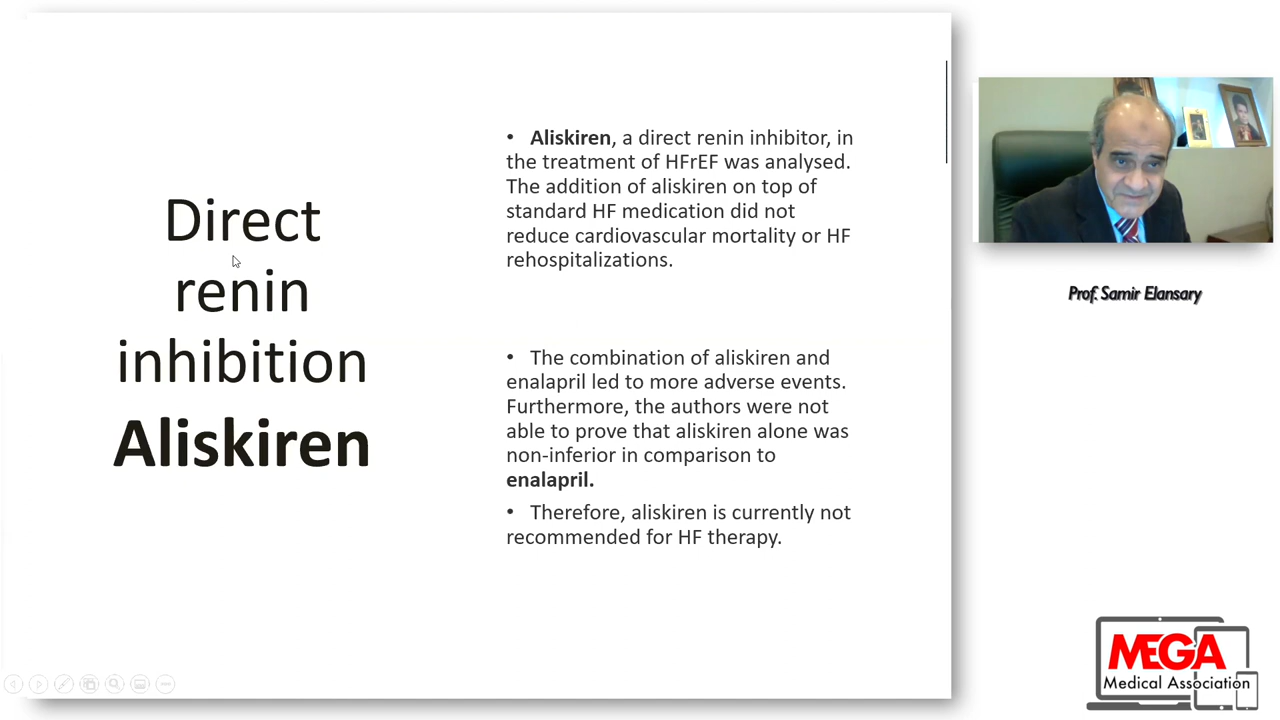 Direct
renin
inhibition
Aliskiren
• Aliskiren, a direct renin inhibitor, in
the treatment of HFrEF was analysed.
The addition of aliskiren on top of
standard HF medication did not
reduce cardiovascular mortality or HF
rehospitalizations.
• The combination of aliskiren and
enalapril led to more adverse events.
Furthermore, the authors were not
able to prove that aliskiren alone was
non-inferior in comparison to
enalapril.
• Therefore, aliskiren is currently not
recommended for HF therapy.
Prof. Samir Elansary
MEGA
Medical Association